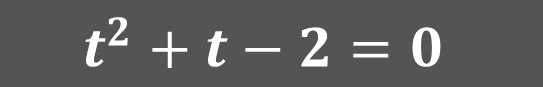 t² + t − 2 = 0